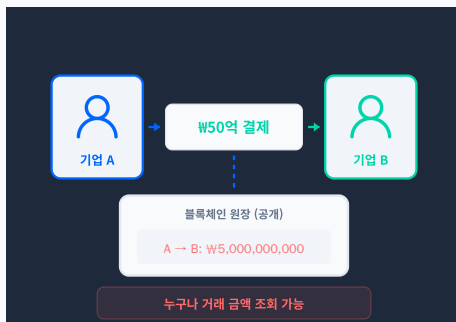 기업 A
₩50억 결제
기업 B
블록체인 원장 (공개)
A → B: ₩5,000,000,000
누구나 거래 금액 조회 가능